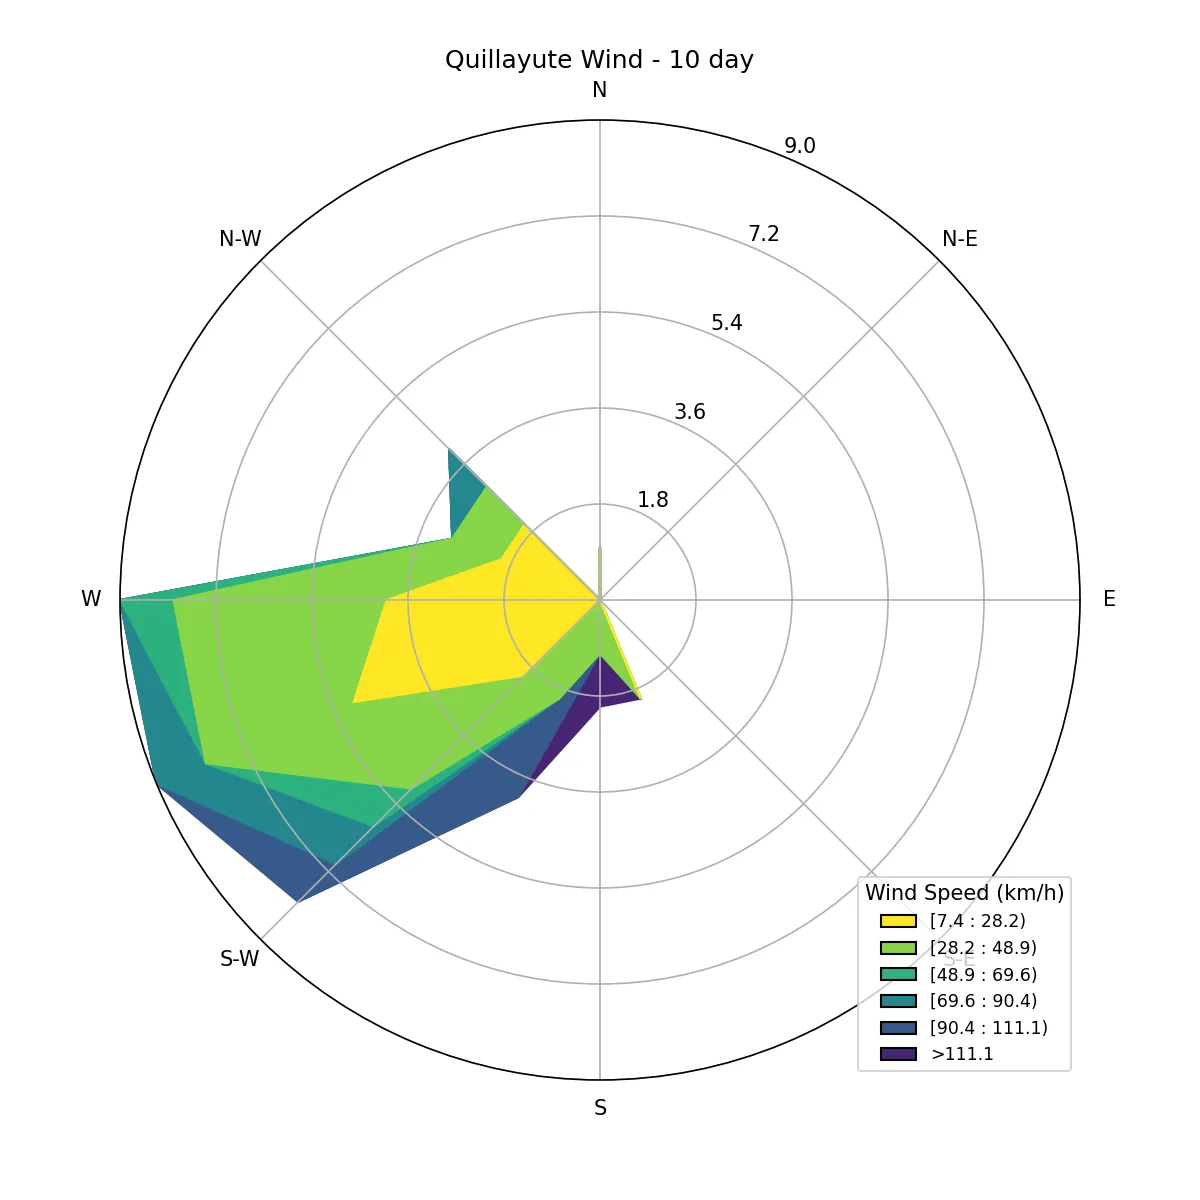 Quillayute Wind - 10 day
N
9.0
N-W
N-E
7.2
5.4
3.6
1.8
W
E
S-W
S-E
S
Wind Speed (km/h)
[7.4 : 28.2)
[28.2 : 48.9)
[48.9 : 69.6)
[69.6 : 90.4)
[90.4 : 111.1)
>111.1